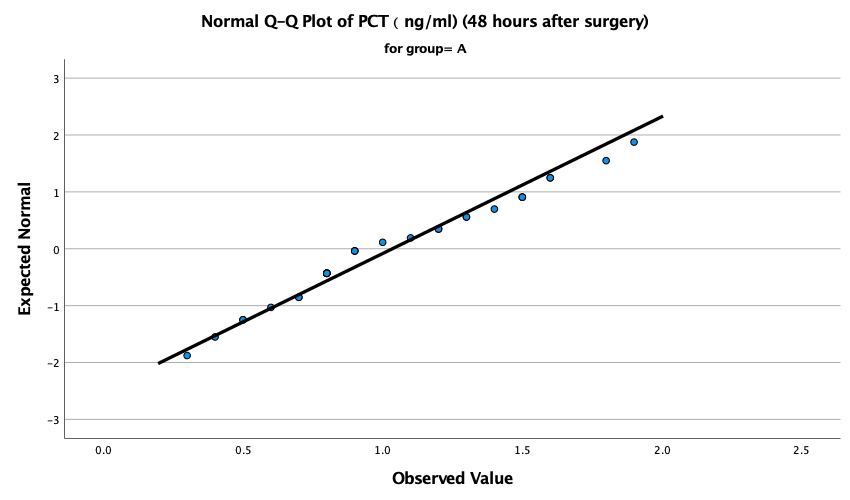 Normal Q-Q Plot of PCT ( ng/ml) (48 hours after surgery)
for group= A
3
2
1
0
-1
-2
-3
Expected Normal
0.0 0.5 1.0 1.5 2.0 2.5
Observed Value